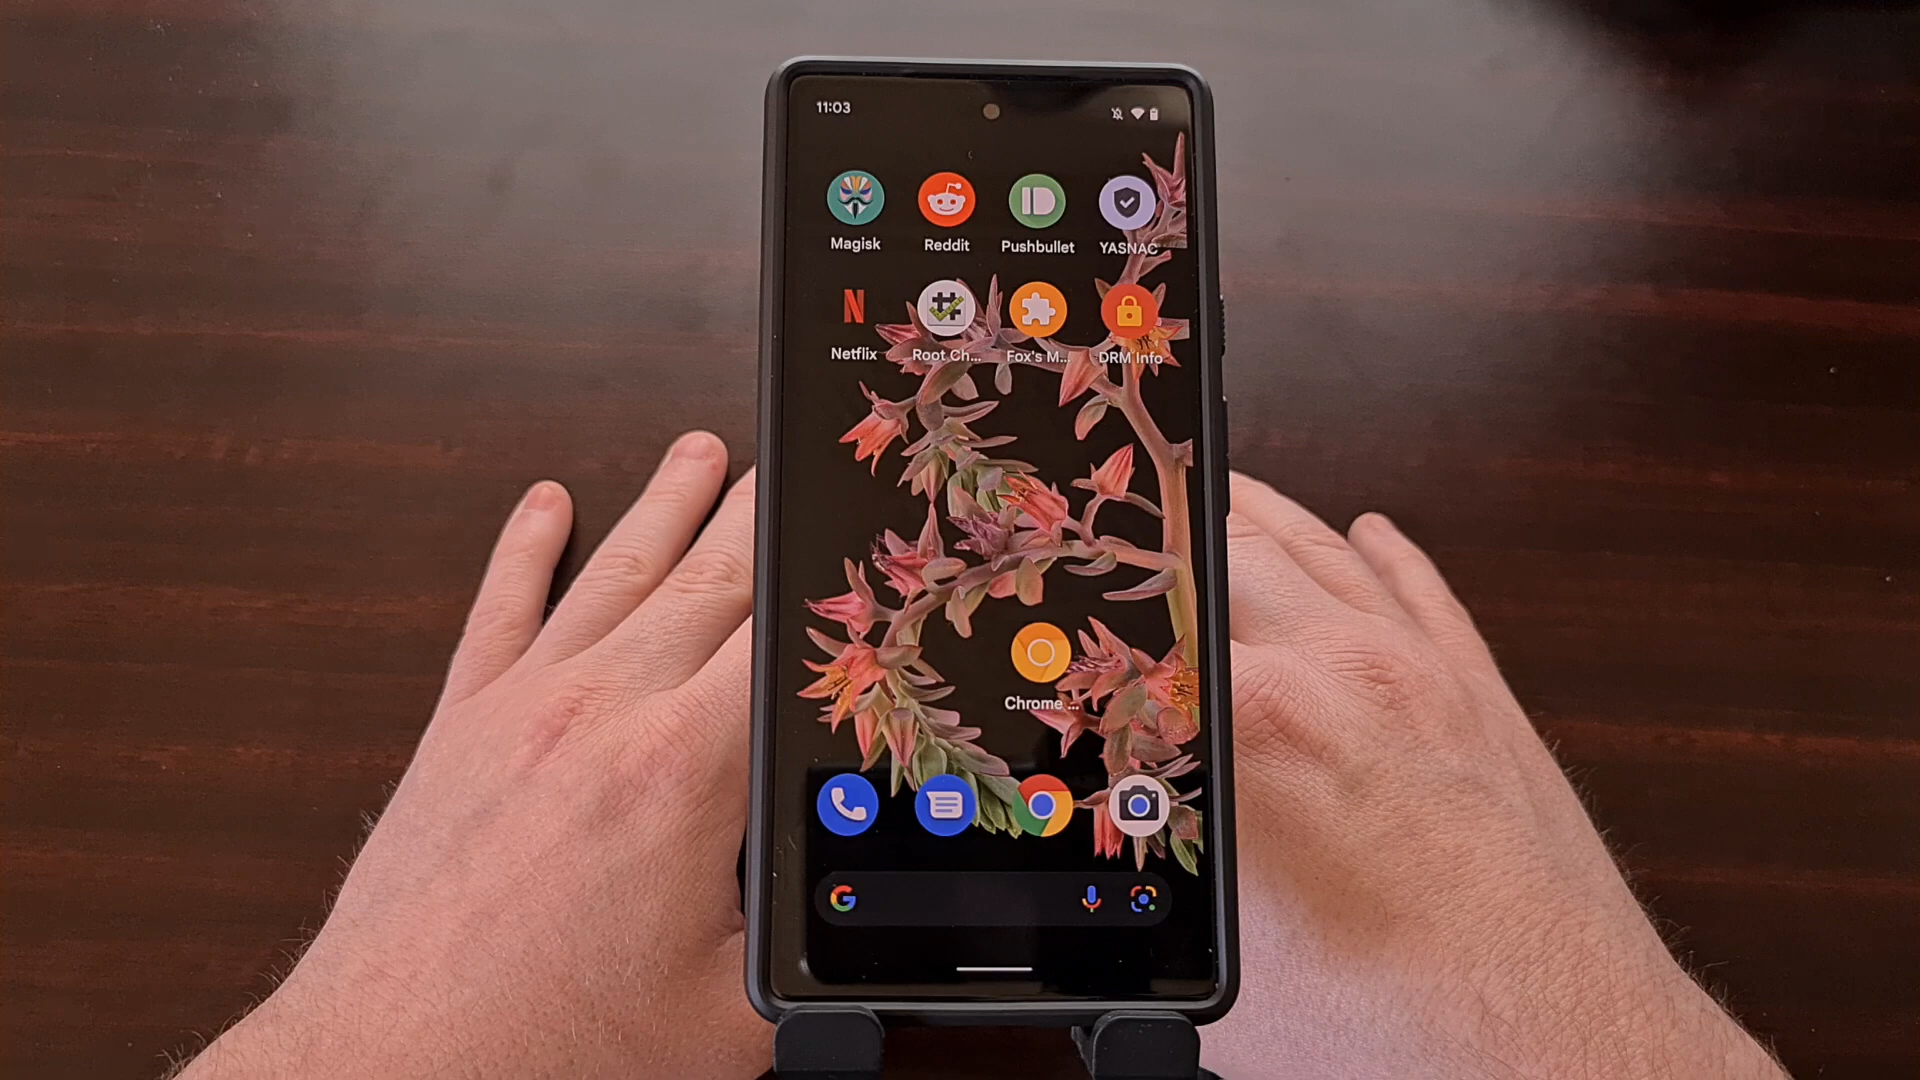 11:03
Magisk Reddit Pushbullet YASNAC
Netflix Root Ch... Fox's M... DRM Info
Chrome ...